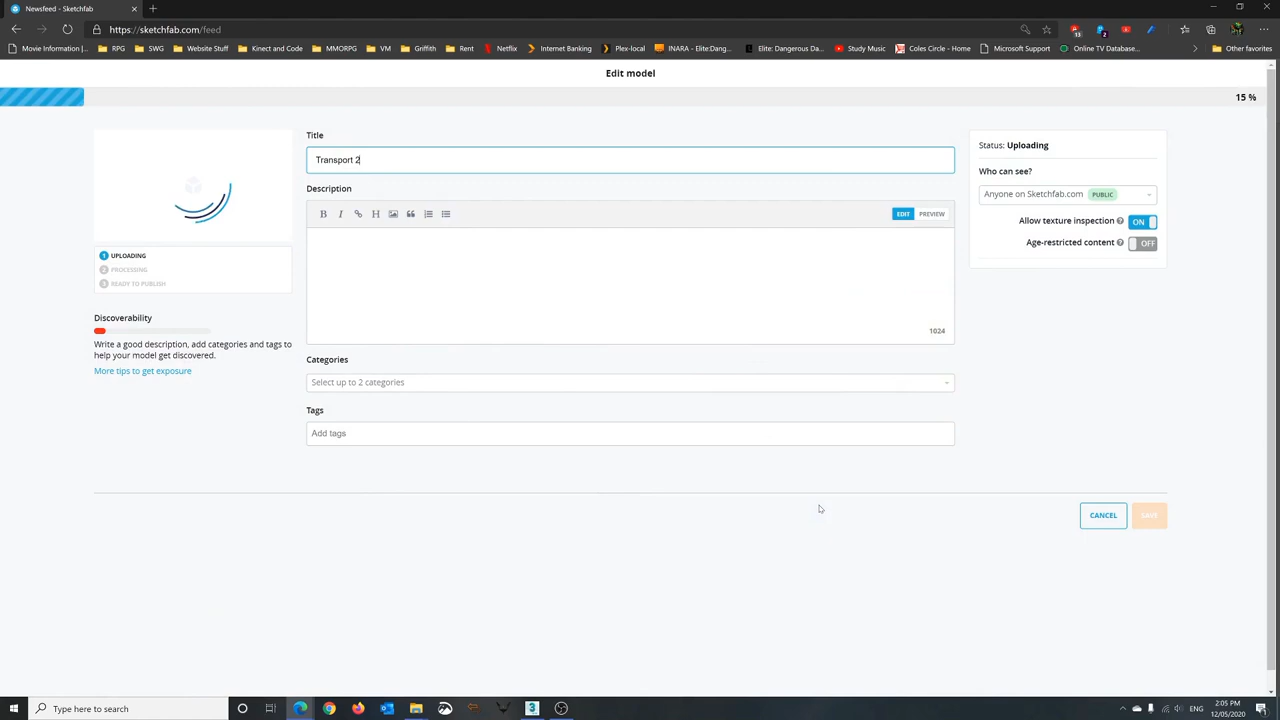 Newsfeed - Sketchfab
https://sketchfab.com/feed
Movie Information |... RPG SWG Website Stuff Kinect and Code MMORPG VM Griffith Rent Netflix Internet Banking Plex-local INARA - Elite:Dang... Elite: Dangerous Da... Study Music Coles Circle - Home Microsoft Support Online TV Database... Other favorites
Edit model
15 %
Title
Transport 2
Description
B I H EDIT PREVIEW
1024
Categories
Select up to 2 categories
Tags
Add tags
1 UPLOADING
2 PROCESSING
3 READY TO PUBLISH
Discoverability
Write a good description, add categories and tags to
help your model get discovered.
More tips to get exposure
Status: Uploading
Who can see?
Anyone on Sketchfab.com PUBLIC
Allow texture inspection ? ON
Age-restricted content ? OFF
CANCEL SAVE
Type here to search
ENG
2:05 PM
12/05/2020